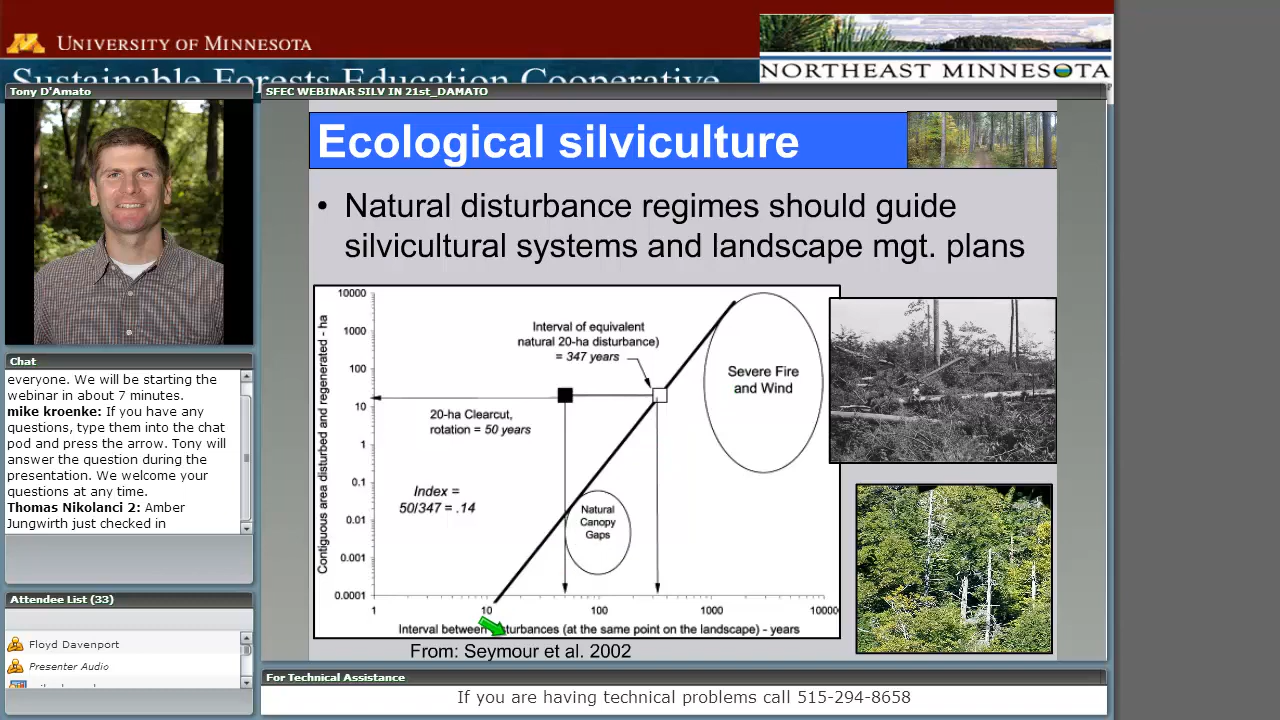 UNIVERSITY OF MINNESOTA
Sustainable Forests Education Cooperative
NORTHEAST MINNESOTA
Tony D'Amato
SFEC WEBINAR SILV IN 21st_DAMATO
Ecological silviculture
• Natural disturbance regimes should guide
silvicultural systems and landscape mgt. plans
Contiguous area disturbed and regenerated - ha
10000
1000
100
10
1
0.1
0.01
0.001
0.0001
Interval of equivalent
natural 20-ha disturbance)
= 347 years
Severe Fire
and Wind
20-ha Clearcut,
rotation = 50 years
Index =
50/347 = .14
Natural
Canopy
Gaps
1
10
100
1000
Interval between disturbances (at the same point on the landscape) - years
From: Seymour et al. 2002
Chat
everyone. We will be starting the
webinar in about 7 minutes.
mike kroenke: If you have any
questions, type them into the chat
pod and press the arrow. Tony will
answer the question during the
presentation. We welcome your
questions at any time.
Thomas Nikolanci 2: Amber
Jungwirth just checked in
Attendee List (33)
Floyd Davenport
Presenter Audio
For Technical Assistance
If you are having technical problems call 515-294-8658